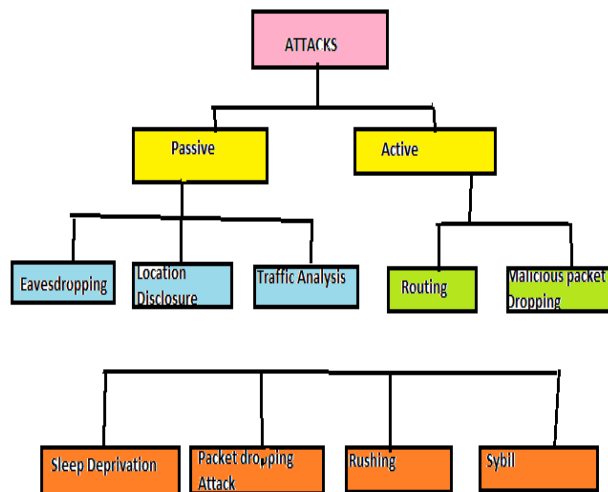 ATTACKS
Passive
Active
Eavesdropping
Location
Disclosure
Traffic Analysis
Routing
Malicious packet
Dropping
Sleep Deprivation
Packet dropping
Attack
Rushing
Sybil